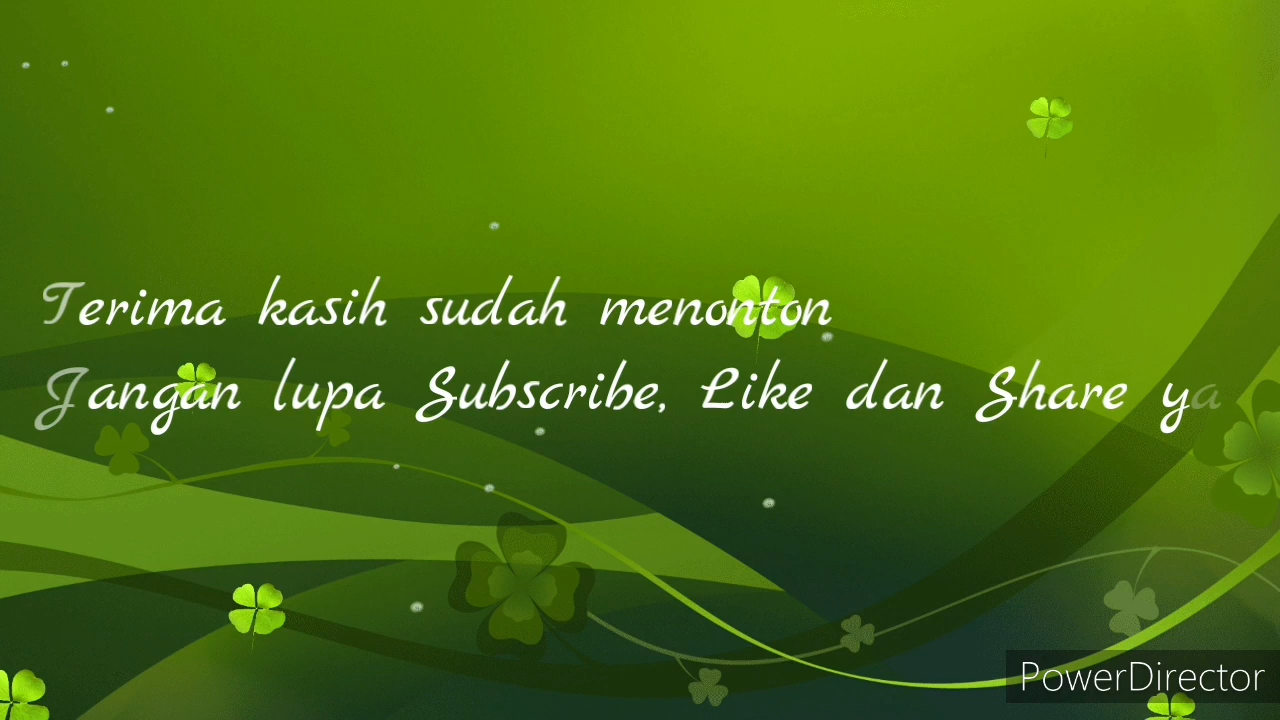 Terima kasih sudah menonton
Jangan lupa Subscribe, Like dan Share ya
PowerDirector